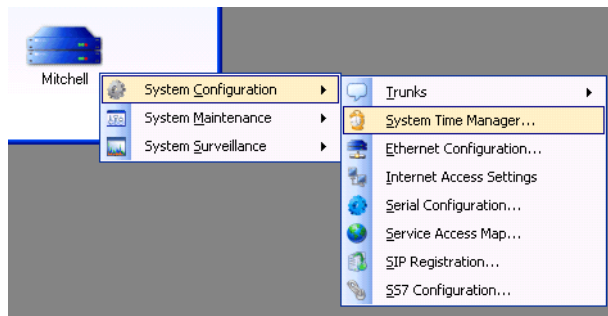 Mitchell
System Configuration
System Maintenance
System Surveillance
Trunks
System Time Manager...
Ethernet Configuration...
Internet Access Settings
Serial Configuration...
Service Access Map...
SIP Registration...
SS7 Configuration...